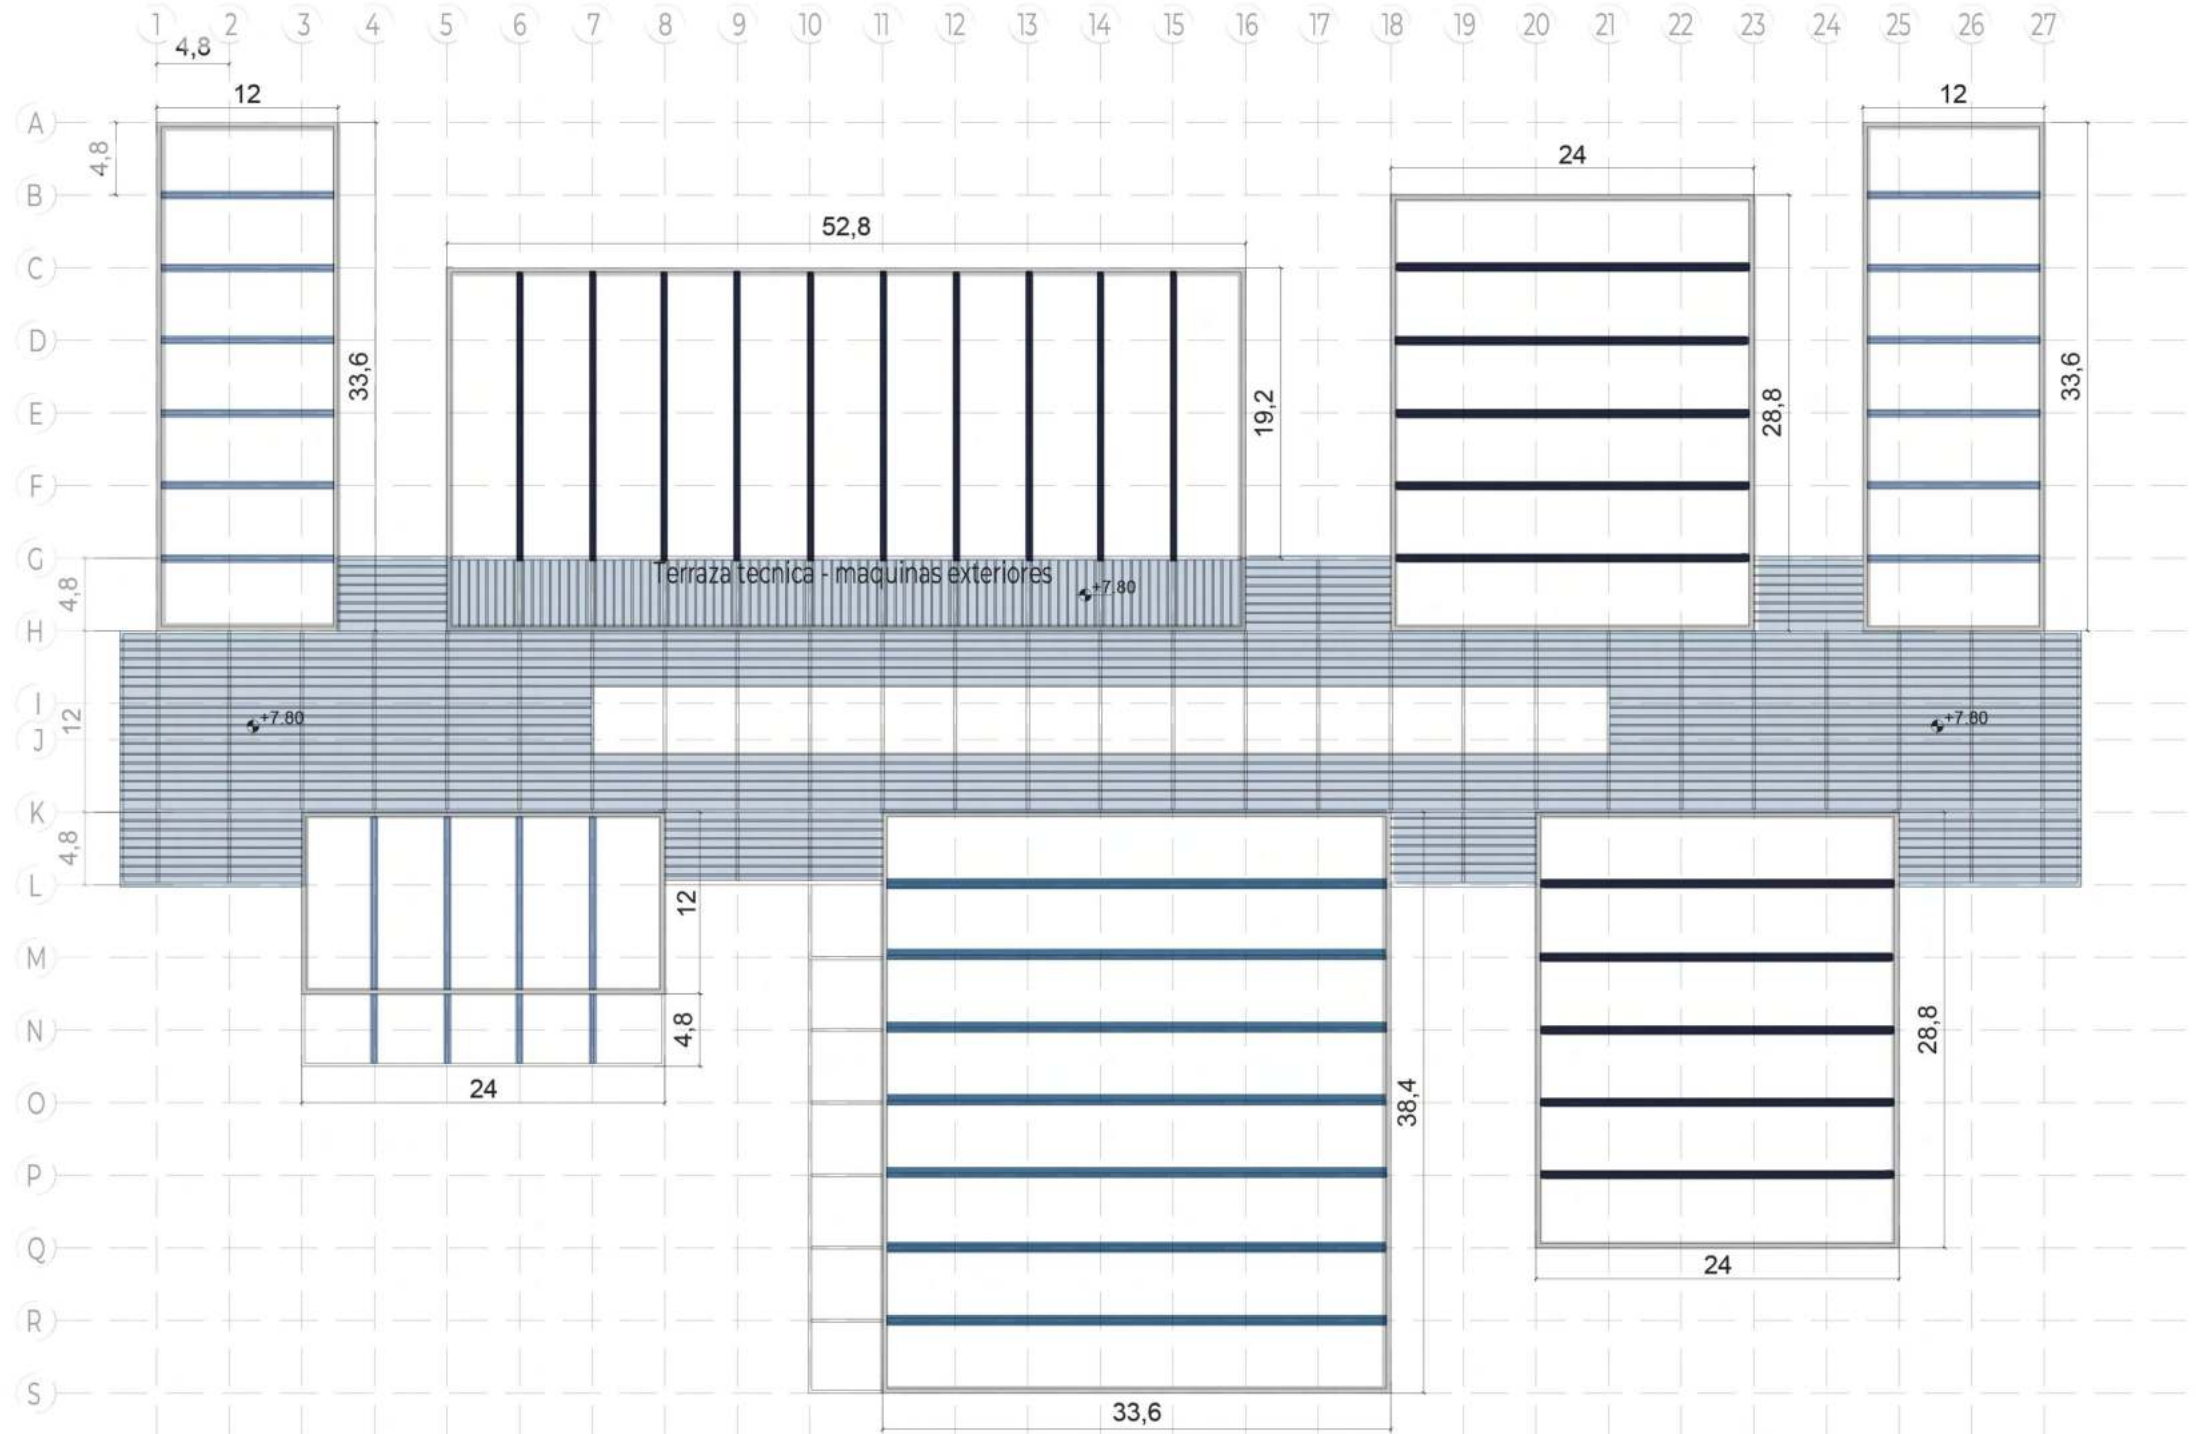 1 2 3 4 5 6 7 8 9 10 11 12 13 14 15 16 17 18 19 20 21 22 23 24 25 26 27
4,8
12
12
A
4,8
24
B
52,8
C
D
33,6
33,6
E
19,2
28,8
F
G
Terraza tecnica - maquinas exteriores
+7.80
4,8
H
I
12
+7.80
+7.80
J
K
4,8
L
12
M
N
4,8
28,8
24
O
38,4
P
Q
24
R
S
33,6